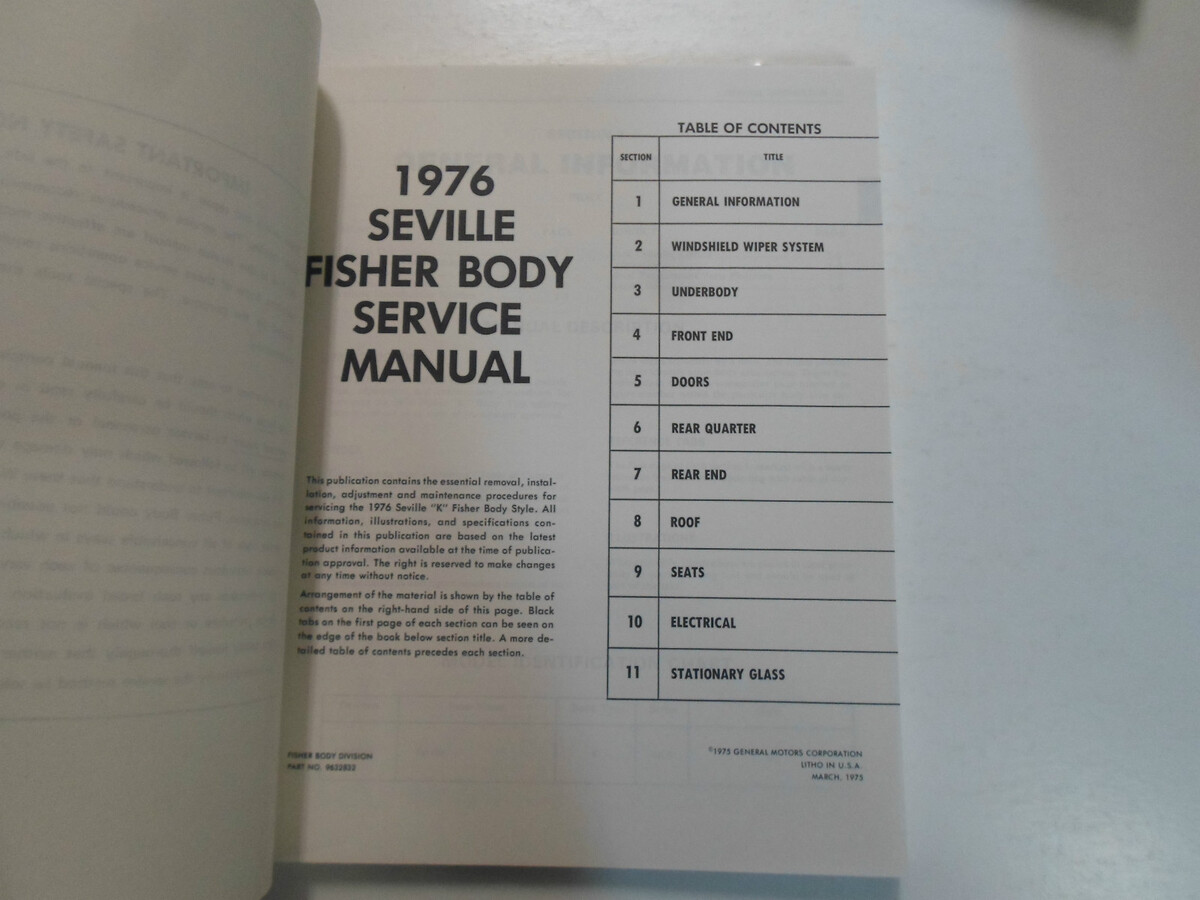 1976
SEVILLE
FISHER BODY
SERVICE
MANUAL
This publication contains the essential removal, instal-
lation, adjustment and maintenance procedures for
servicing the 1976 Seville "K" Fisher Body Style. All
information, illustrations, and specifications con-
tained in this publication are based on the latest
product information available at the time of publica-
tion approval. The right is reserved to make changes
at any time without notice.
Arrangement of the material is shown by the table of
contents on the right-hand side of this page. Black
tabs on the first page of each section can be seen on
the edge of the book below section title. A more de-
tailed table of contents precedes each section.
FISHER BODY DIVISION
PART NO. 9632832
TABLE OF CONTENTS
SECTION TITLE
1 GENERAL INFORMATION
2 WINDSHIELD WIPER SYSTEM
3 UNDERBODY
4 FRONT END
5 DOORS
6 REAR QUARTER
7 REAR END
8 ROOF
9 SEATS
10 ELECTRICAL
11 STATIONARY GLASS
©1975 GENERAL MOTORS CORPORATION
LITHO IN U.S.A.
MARCH, 1975